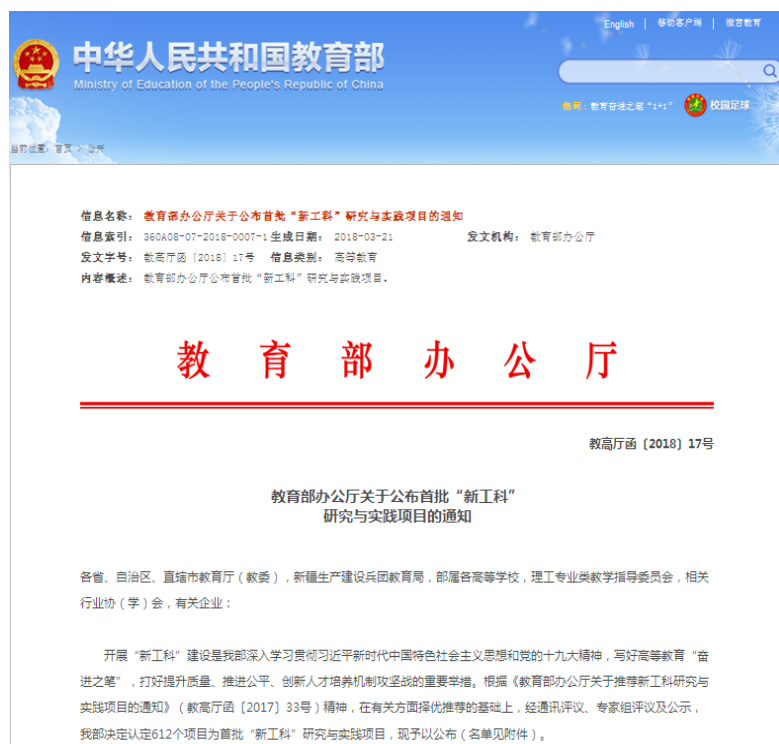 English | 移动客户端 | 微言教育
中华人民共和国教育部
Ministry of Education of the People's Republic of China
热词：教育奋进之笔“1+1” 校园足球
当前位置：首页 > 公开
信息名称： 教育部办公厅关于公布首批“新工科”研究与实践项目的通知
信息索引： 360A08-07-2018-0007-1 生成日期： 2018-03-21 发文机构： 教育部办公厅
发文字号： 教高厅函〔2018〕17号 信息类别： 高等教育
内容概述： 教育部办公厅公布首批“新工科”研究与实践项目。
教育部办公厅
教高厅函〔2018〕17号
教育部办公厅关于公布首批“新工科”
研究与实践项目的通知
各省、自治区、直辖市教育厅（教委），新疆生产建设兵团教育局，部属各高等学校，理工专业类教学指导委员会，相关
行业协（学）会，有关企业：
开展“新工科”建设是我部深入学习贯彻习近平新时代中国特色社会主义思想和党的十九大精神，写好高等教育“奋
进之笔”，打好提升质量、推进公平、创新人才培养机制攻坚战的重要举措。根据《教育部办公厅关于推荐新工科研究与
实践项目的通知》（教高厅函〔2017〕33号）精神，在有关方面择优推荐的基础上，经通讯评议、专家组评议及公示，
我部决定认定612个项目为首批“新工科”研究与实践项目，现予以公布（名单见附件）。